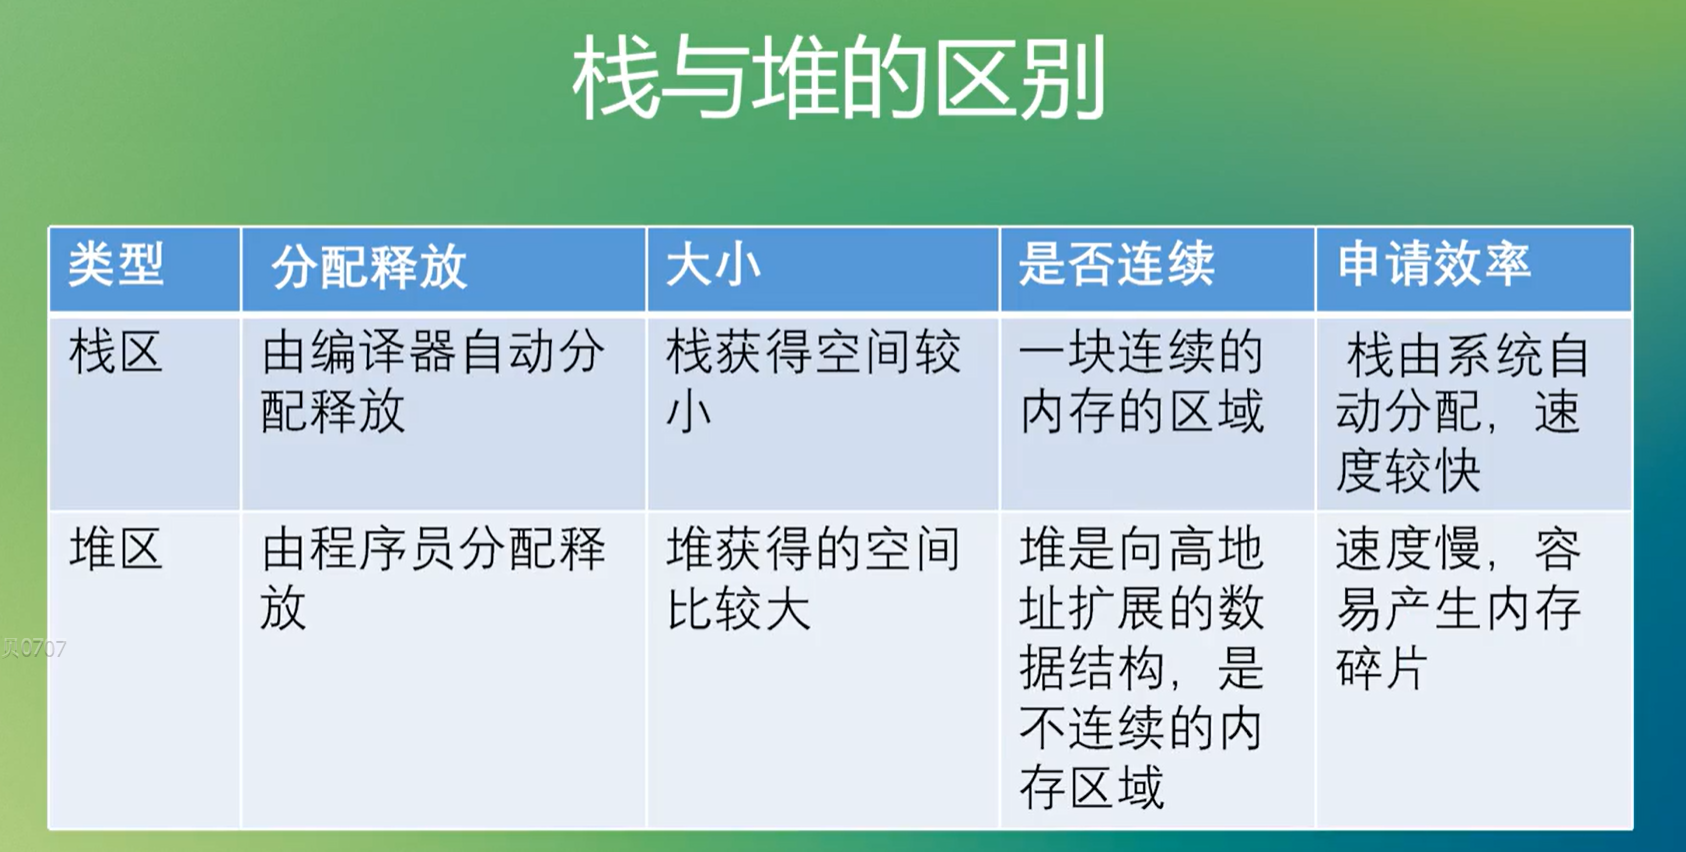 栈与堆的区别
类型
分配释放
大小
是否连续
申请效率
栈区
由编译器自动分
配释放
栈获得空间较
小
一块连续的
内存的区域
栈由系统自
动分配，速
度较快
堆区
由程序员分配释
放
堆获得的空间
比较大
堆是向高地
址扩展的数
据结构，是
不连续的内
存区域
速度慢，容
易产生内存
碎片
0707